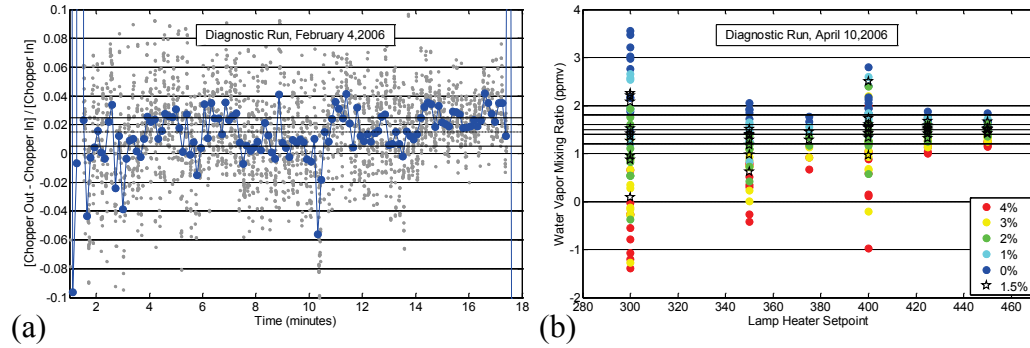 Diagnostic Run, February 4,2006
[Chopper Out - Chopper In] / [Chopper In]
0.1
0.08
0.06
0.04
0.02
0
-0.02
-0.04
-0.06
-0.08
-0.1
2 4 6 8 10 12 14 16 18
Time (minutes)
(a)
Diagnostic Run, April 10,2006
Water Vapor Mixing Ratio (ppmv)
4
3
2
1
0
-1
-2
280 300 320 340 360 380 400 420 440 460
Lamp Heater Setpoint
4%
3%
2%
1%
0%
1.5%
(b)